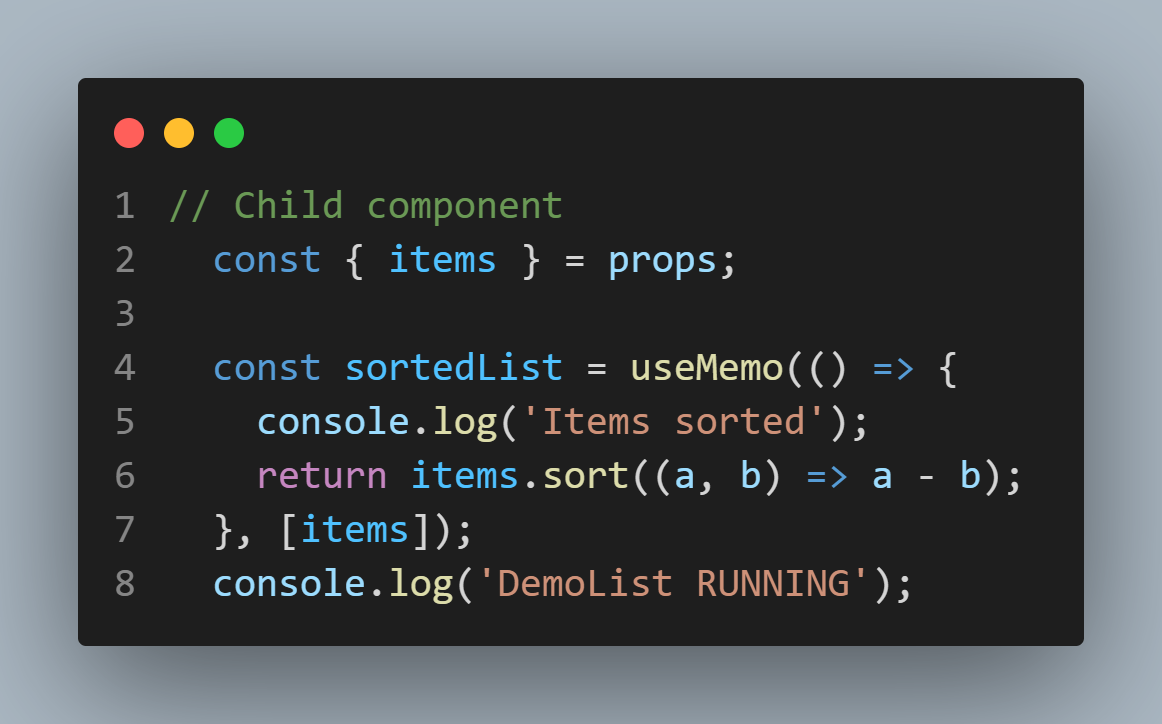 1 // Child component
2   const { items } = props;
3
4   const sortedList = useMemo(() => {
5     console.log('Items sorted');
6     return items.sort((a, b) => a - b);
7   }, [items]);
8   console.log('DemoList RUNNING');